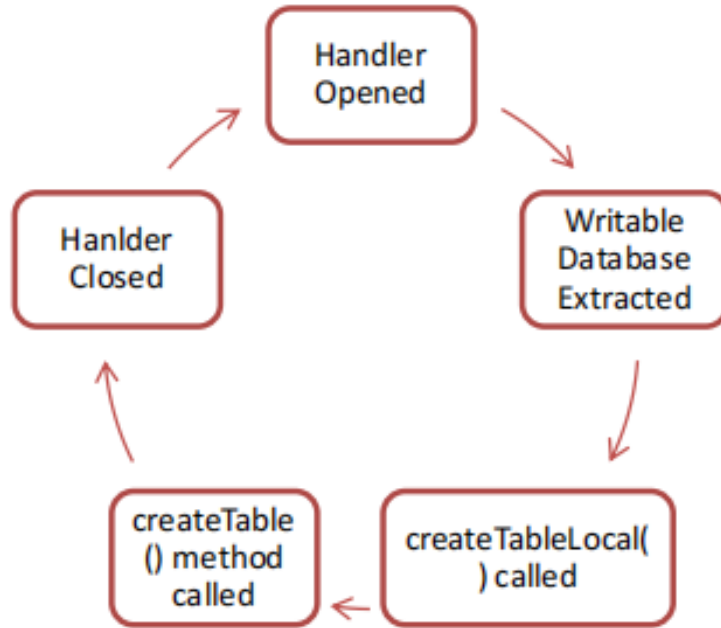 Handler
Opened
Writable
Database
Extracted
createTableLocal(
) called
createTable
() method
called
Hanlder
Closed